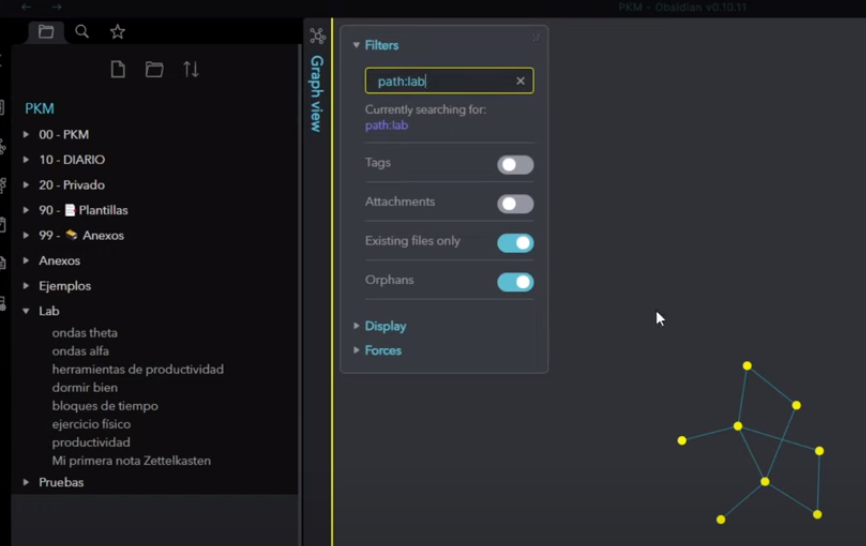 PKM - Obsidian v0.10.11
PKM
00 - PKM
10 - DIARIO
20 - Privado
90 - 📑 Plantillas
99 - 📚 Anexos
Anexos
Ejemplos
Lab
ondas theta
ondas alfa
herramientas de productividad
dormir bien
bloques de tiempo
ejercicio físico
productividad
Mi primera nota Zettelkasten
Pruebas
Graph view
Filters
path:lab
Currently searching for:
path:lab
Tags
Attachments
Existing files only
Orphans
Display
Forces